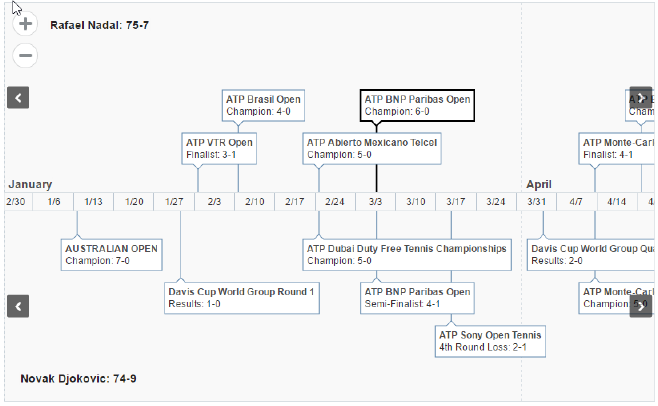 Rafael Nadal: 75-7
ATP Brasil Open
Champion: 4-0
ATP BNP Paribas Open
Champion: 6-0
ATP VTR Open
Finalist: 3-1
ATP Abierto Mexicano Telcel
Champion: 5-0
ATP Monte-Carl
Finalist: 4-1
January
April
2/30 1/6 1/13 1/20 1/27 2/3 2/10 2/17 2/24 3/3 3/10 3/17 3/24 3/31 4/7 4/14
AUSTRALIAN OPEN
Champion: 7-0
ATP Dubai Duty Free Tennis Championships
Champion: 5-0
Davis Cup World Group Qua
Results: 2-0
Davis Cup World Group Round 1
Results: 1-0
ATP BNP Paribas Open
Semi-Finalist: 4-1
ATP Monte-Carl
Champion: 5-0
ATP Sony Open Tennis
4th Round Loss: 2-1
Novak Djokovic: 74-9